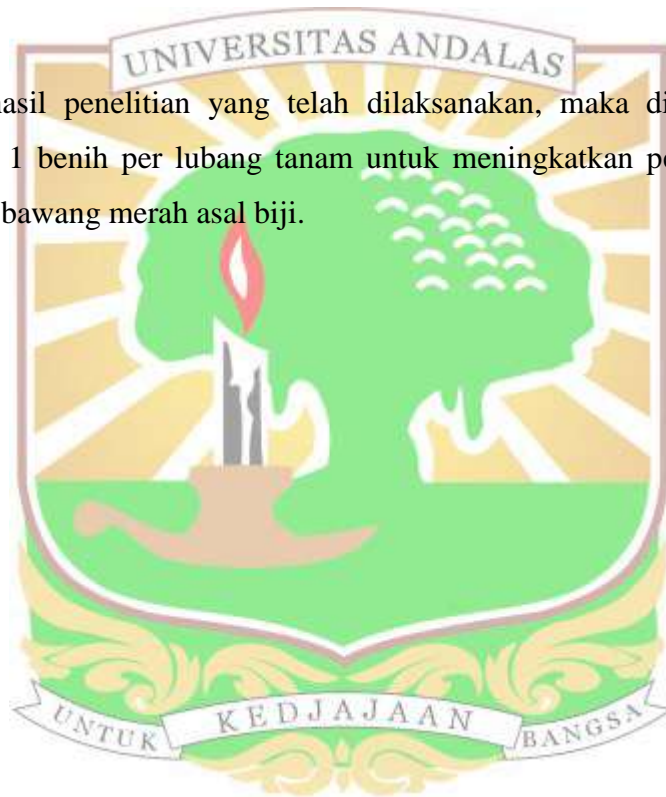 UNIVERSITAS ANDALAS
hasil penelitian yang telah dilaksanakan, maka di
1 benih per lubang tanam untuk meningkatkan
bawang merah asal biji.
UNTUK KEDJAJAAN BANGSA